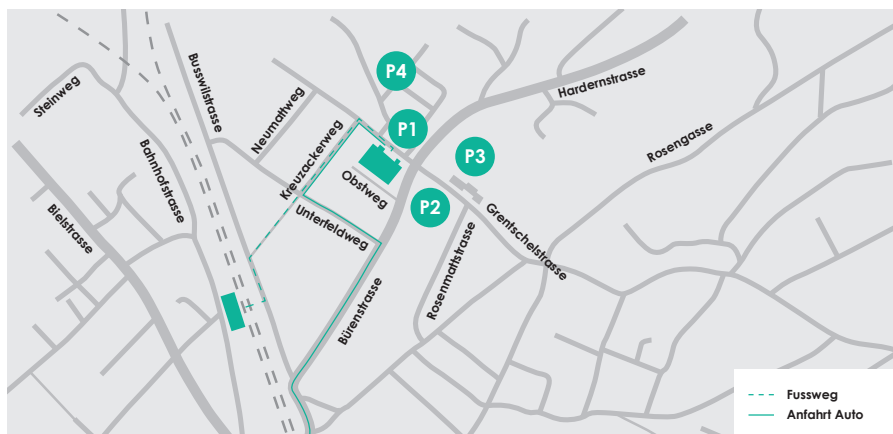 P4
Hardernstrasse
Steinweg
Busswilstrasse
Neumattweg
P1
Kreuzackerweg
P3
Rosengasse
Bahnhofstrasse
Obstweg
P2
Bielstrasse
Unterfeldweg
Grentschelstrasse
Rosenmattstrasse
Bürenstrasse
Fussweg
Anfahrt Auto